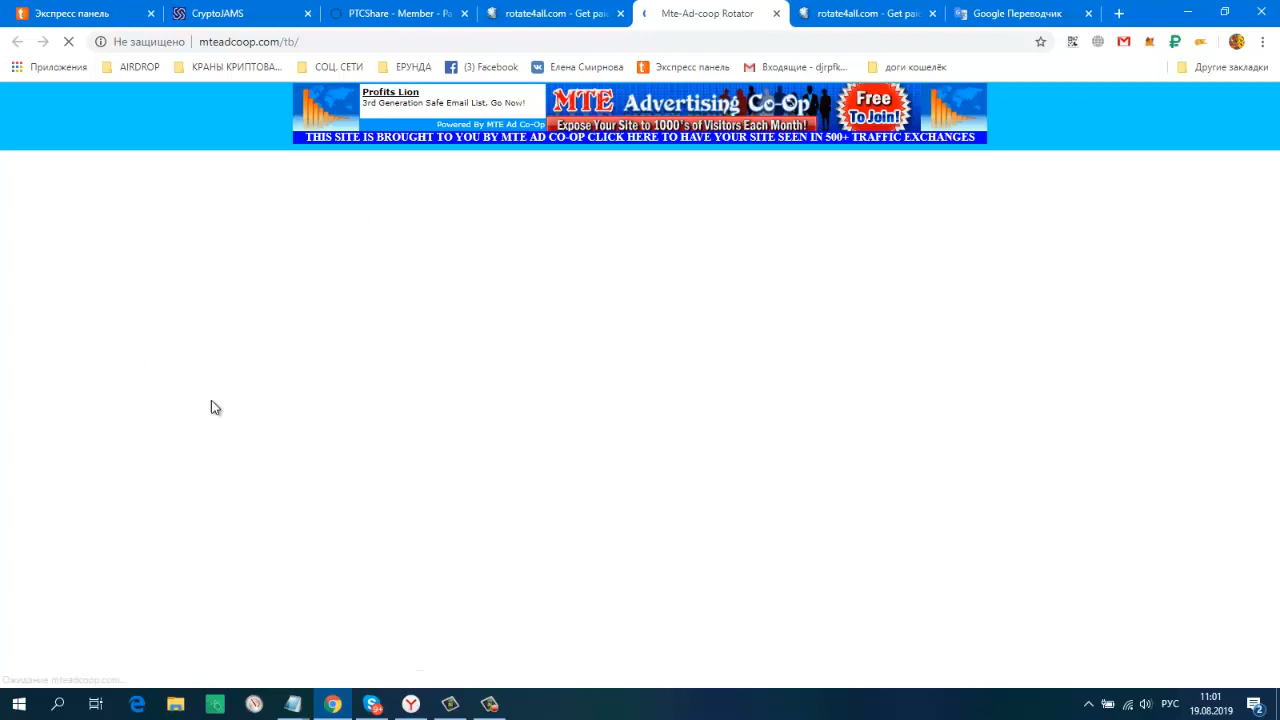 Экспресс панель
CryptoJAMS
PTCShare - Member - Pa
rotate4all.com - Get paid
Mte-Ad-coop Rotator
rotate4all.com - Get paid
Google Переводчик
Не защищено
mteadcoop.com/tb/
Приложения
AIRDROP
КРАНЫ КРИПТОВА...
СОЦ. СЕТИ
ЕРУНДА
(3) Facebook
Елена Смирнова
Экспресс панель
Входящие - djrpfk...
доги кошелёк
Другие закладки
Profits Lion
3rd Generation Safe Email List. Go Now!
Powered By MTE Ad Co-Op
MTE Advertising Co-Op
Expose Your Site to 1000's of Visitors Each Month!
Free
To Join!
THIS SITE IS BROUGHT TO YOU BY MTE AD CO-OP CLICK HERE TO HAVE YOUR SITE SEEN IN 500+ TRAFFIC EXCHANGES
Ожидание mteadcoop.com...
РУС
11:01
19.08.2019
2